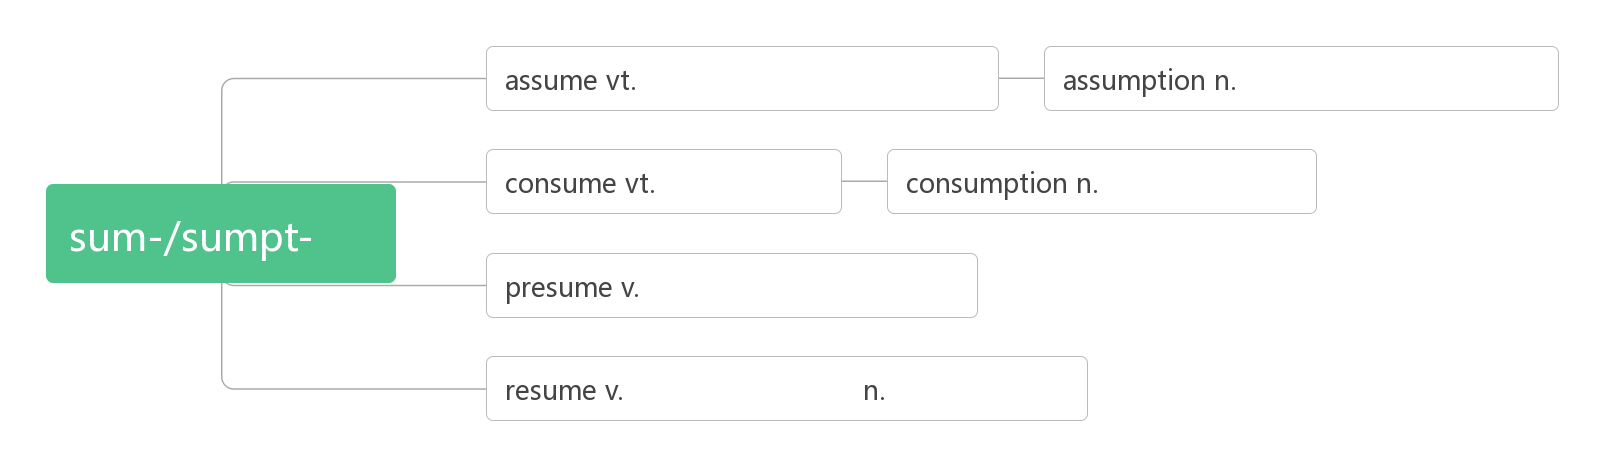 assume vt.
assumption n.
consume vt.
consumption n.
sum-/sumpt-
presume v.
resume v. n.